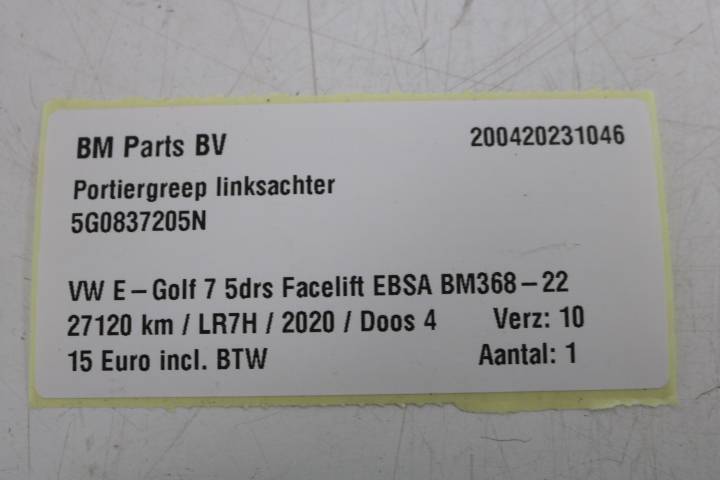 BM Parts BV 200420231046
Portiergreep linksachter
5G0837205N
VW E-Golf 7 5drs Facelift EBSA BM368-22
27120 km / LR7H / 2020 / Doos 4 Verz: 10
15 Euro incl. BTW Aantal: 1